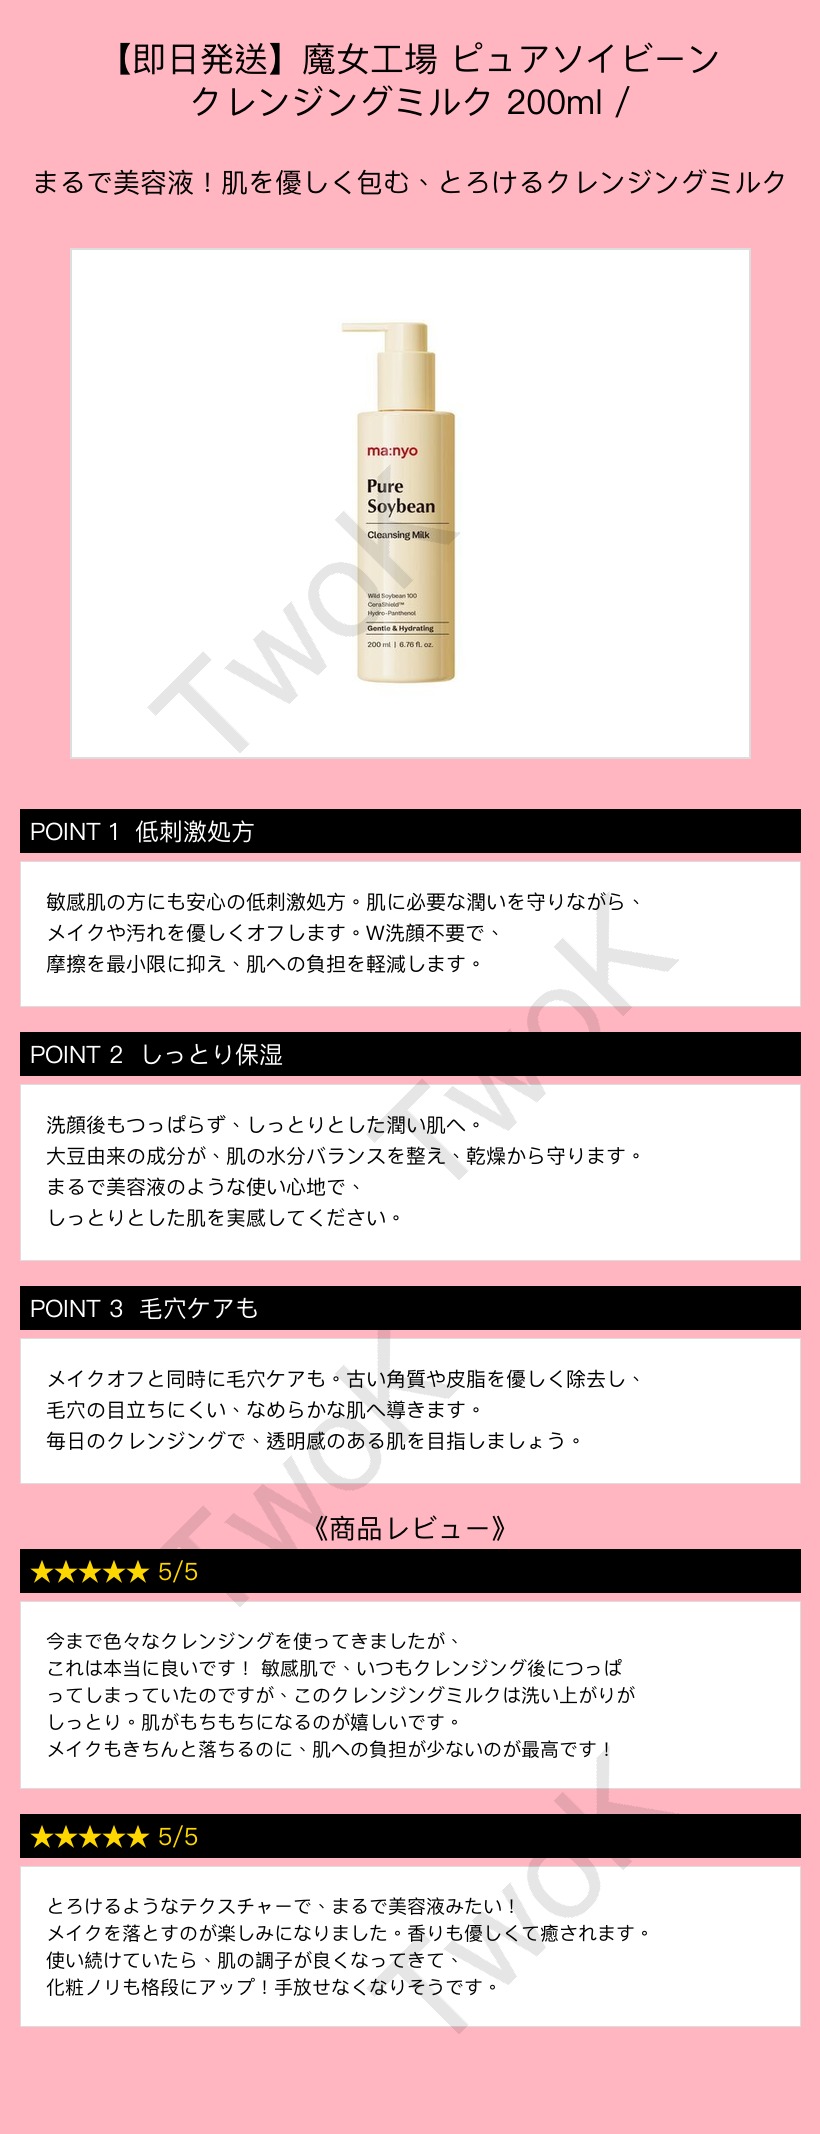 【即日発送】魔女工場 ピュアソイビーン
クレンジングミルク 200ml /
まるで美容液！肌を優しく包む、とろけるクレンジングミルク
ma:nyo
Pure
Soybean
Cleansing Milk
Wild Soybean 100
CeraShield™
Hydro-Panthenol
Gentle & Hydrating
200 ml | 6.76 fl. oz.
TwoK
POINT 1 低刺激処方
敏感肌の方にも安心の低刺激処方。肌に必要な潤いを守りながら、
メイクや汚れを優しくオフします。W洗顔不要で、
摩擦を最小限に抑え、肌への負担を軽減します。
TwoK
POINT 2 しっとり保湿
洗顔後もつっぱらず、しっとりとした潤い肌へ。
大豆由来の成分が、肌の水分バランスを整え、乾燥から守ります。
まるで美容液のような使い心地で、
しっとりとした肌を実感してください。
POINT 3 毛穴ケアも
メイクオフと同時に毛穴ケアも。古い角質や皮脂を優しく除去し、
毛穴の目立ちにくい、なめらかな肌へ導きます。
毎日のクレンジングで、透明感のある肌を目指しましょう。
TwoK
《商品レビュー》
★★★★★ 5/5
今まで色々なクレンジングを使ってきましたが、
これは本当に良いです！ 敏感肌で、いつもクレンジング後につっぱ
ってしまっていたのですが、このクレンジングミルクは洗い上がりが
しっとり。肌がもちもちになるのが嬉しいです。
メイクもきちんと落ちるのに、肌への負担が少ないのが最高です！
★★★★★ 5/5
とろけるようなテクスチャーで、まるで美容液みたい！
メイクを落とすのが楽しみになりました。香りも優しくて癒されます。
使い続けていたら、肌の調子が良くなってきて、
化粧ノリも格段にアップ！手放せなくなりそうです。
TwoK